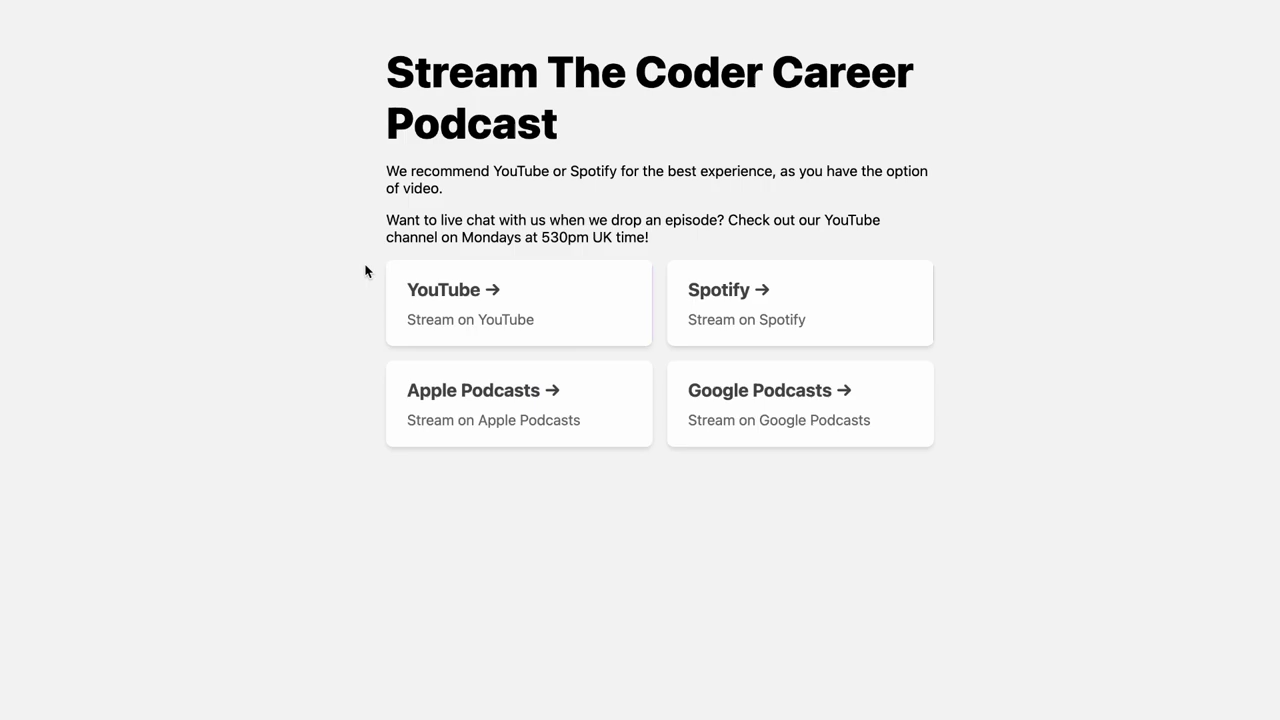 Stream The Coder Career
Podcast
We recommend YouTube or Spotify for the best experience, as you have the option
of video.
Want to live chat with us when we drop an episode? Check out our YouTube
channel on Mondays at 530pm UK time!
YouTube →
Stream on YouTube
Spotify →
Stream on Spotify
Apple Podcasts →
Stream on Apple Podcasts
Google Podcasts →
Stream on Google Podcasts